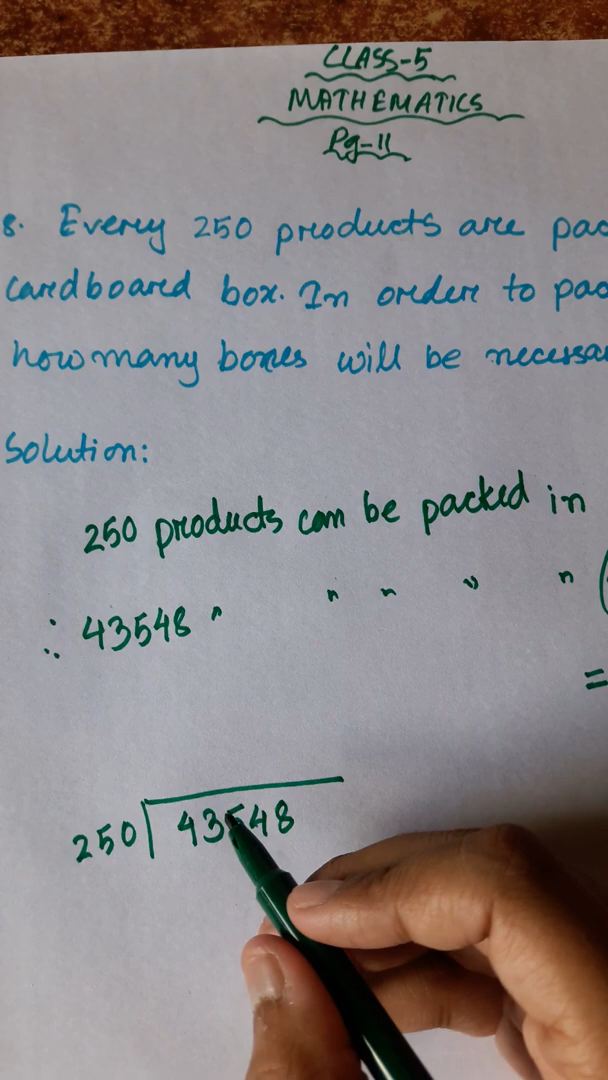 CLASS-5
MATHEMATICS
Pg-11
8. Every 250 products are pac
cardboard box. In order to pac
how many boxes will be necessa
Solution:
250 products can be packed in
∴ 43548 " " " " " (
=
250 43548